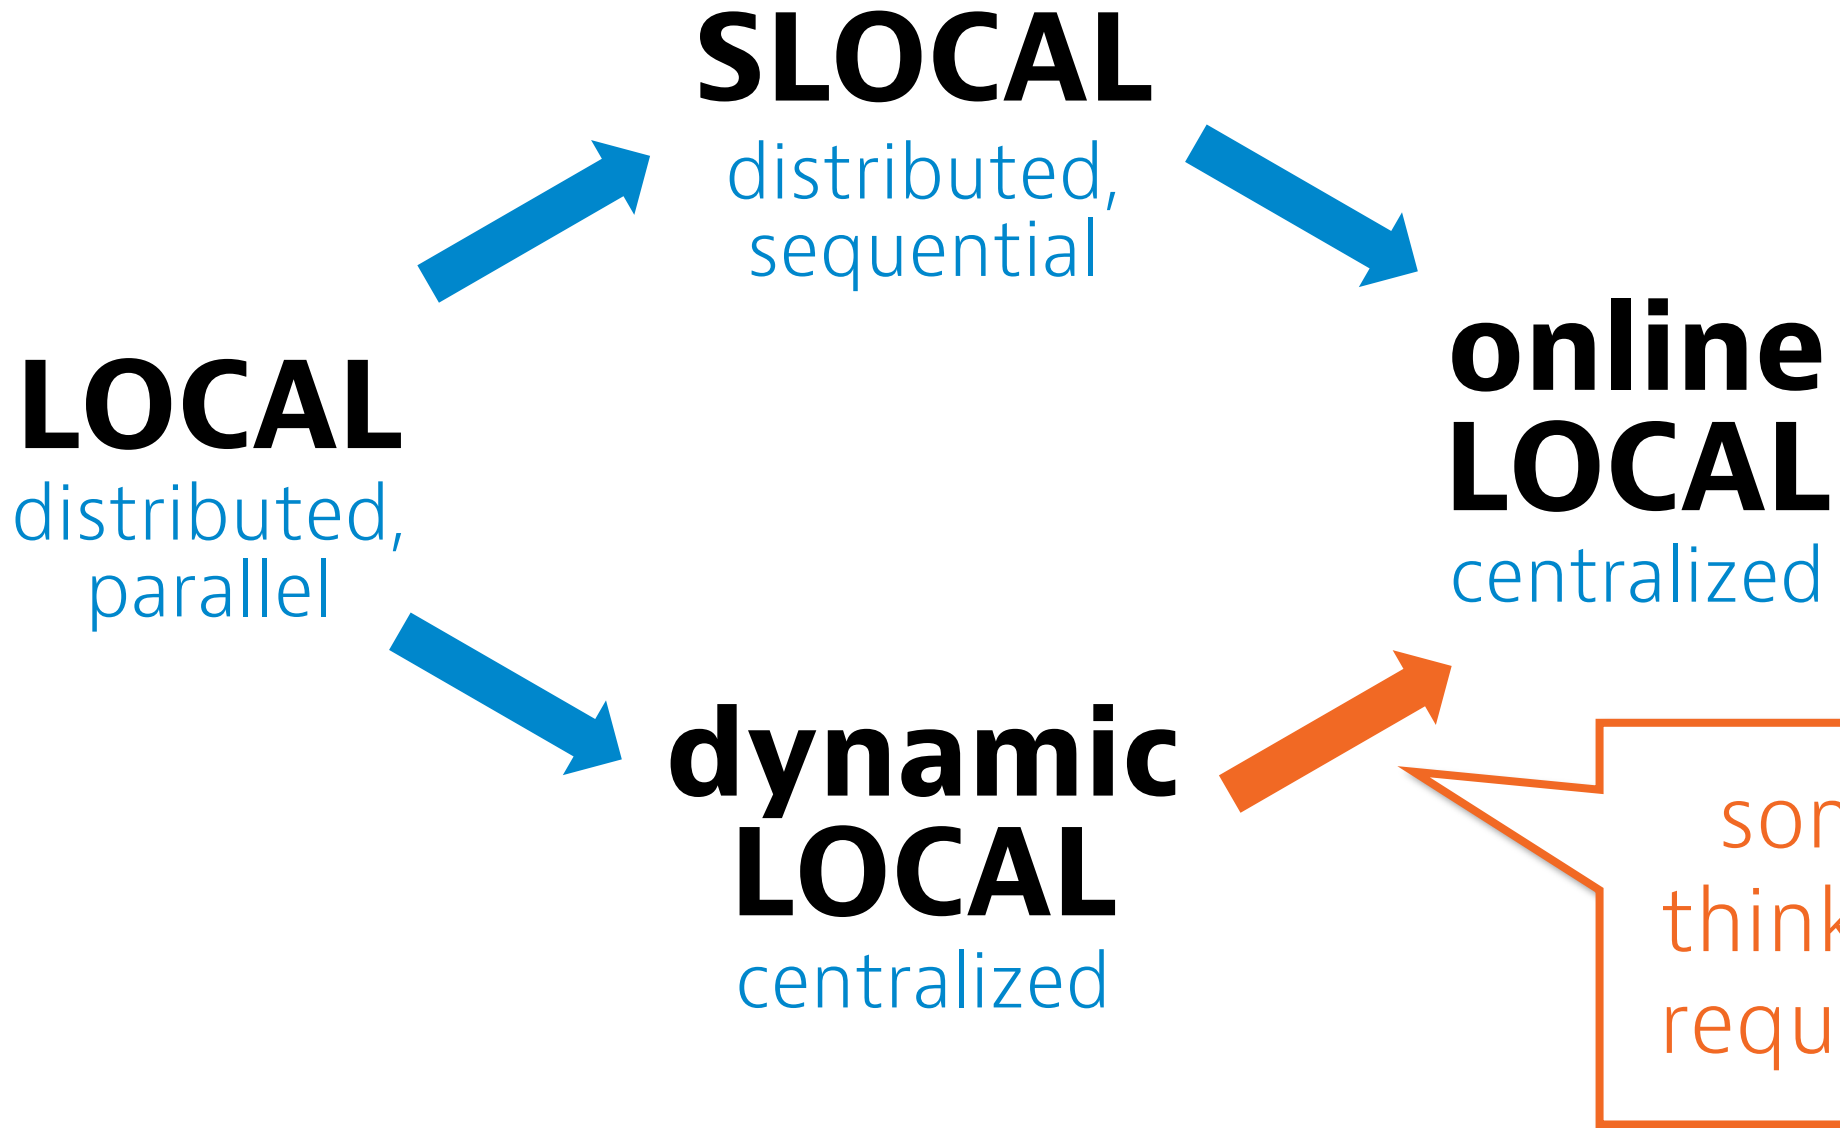 SLOCAL
distributed,
sequential
LOCAL
distributed,
parallel
online
LOCAL
centralized
dynamic
LOCAL
centralized